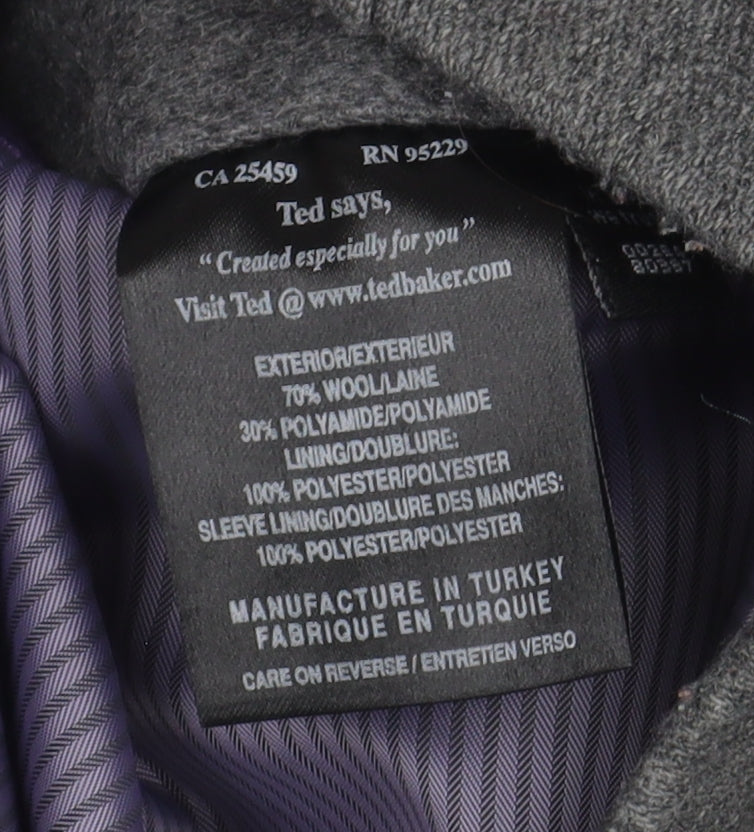 CA 25459 RN 95229
Ted says,
"Created especially for you"
Visit Ted @ www.tedbaker.com
EXTERIOR/EXTERIEUR
70% WOOL/LAINE
30% POLYAMIDE/POLYAMIDE
LINING/DOUBLURE:
100% POLYESTER/POLYESTER
SLEEVE LINING/DOUBLURE DES MANCHES:
100% POLYESTER/POLYESTER
MANUFACTURE IN TURKEY
FABRIQUE EN TURQUIE
CARE ON REVERSE / ENTRETIEN VERSO